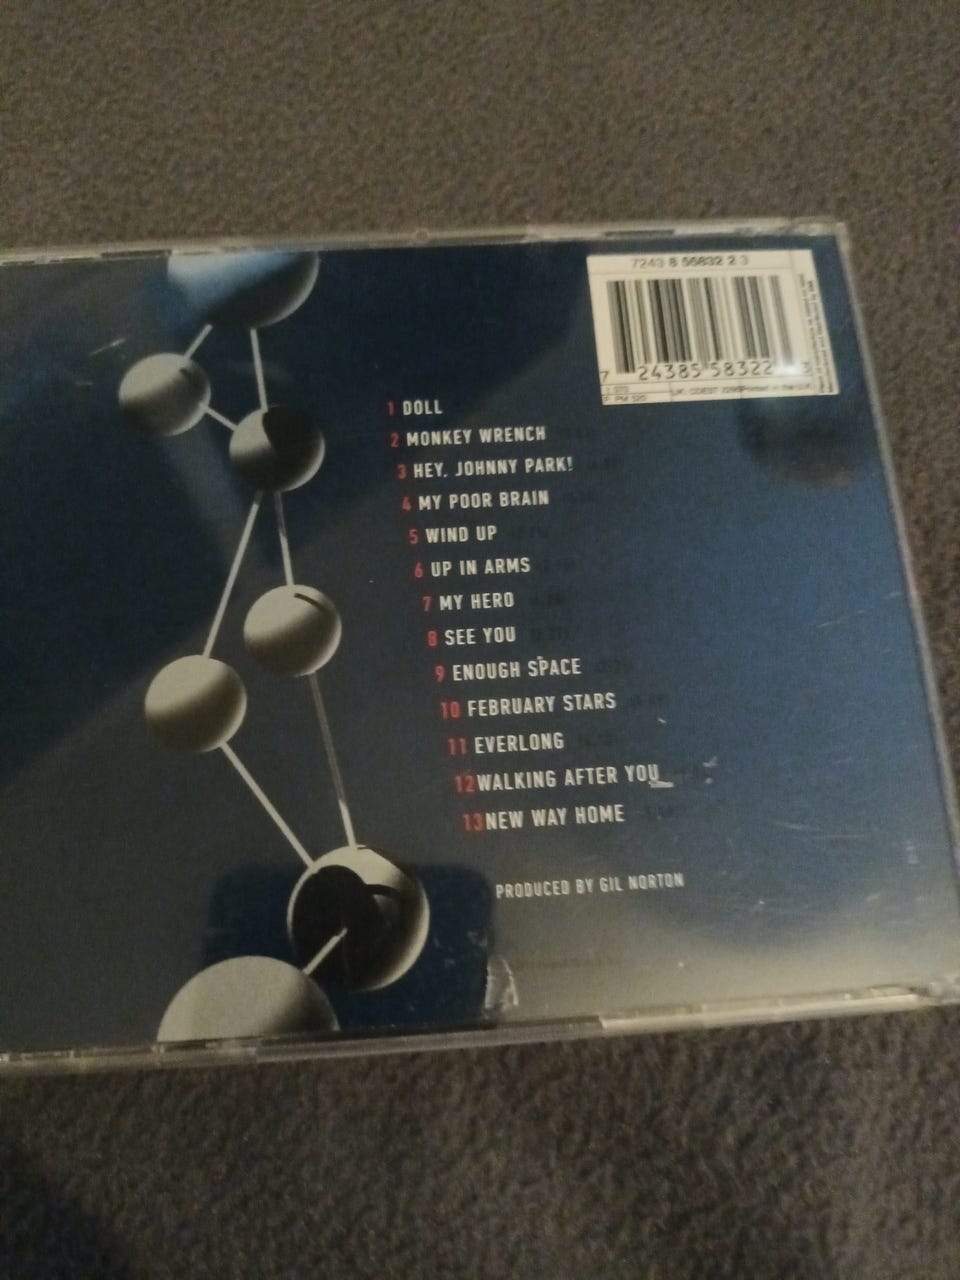 7243 8 55832 2 3
7 24385 58322 3
1 DOLL
2 MONKEY WRENCH
3 HEY, JOHNNY PARK!
4 MY POOR BRAIN
5 WIND UP
6 UP IN ARMS
7 MY HERO
8 SEE YOU
9 ENOUGH SPACE
10 FEBRUARY STARS
11 EVERLONG
12 WALKING AFTER YOU
13 NEW WAY HOME
PRODUCED BY GIL NORTON